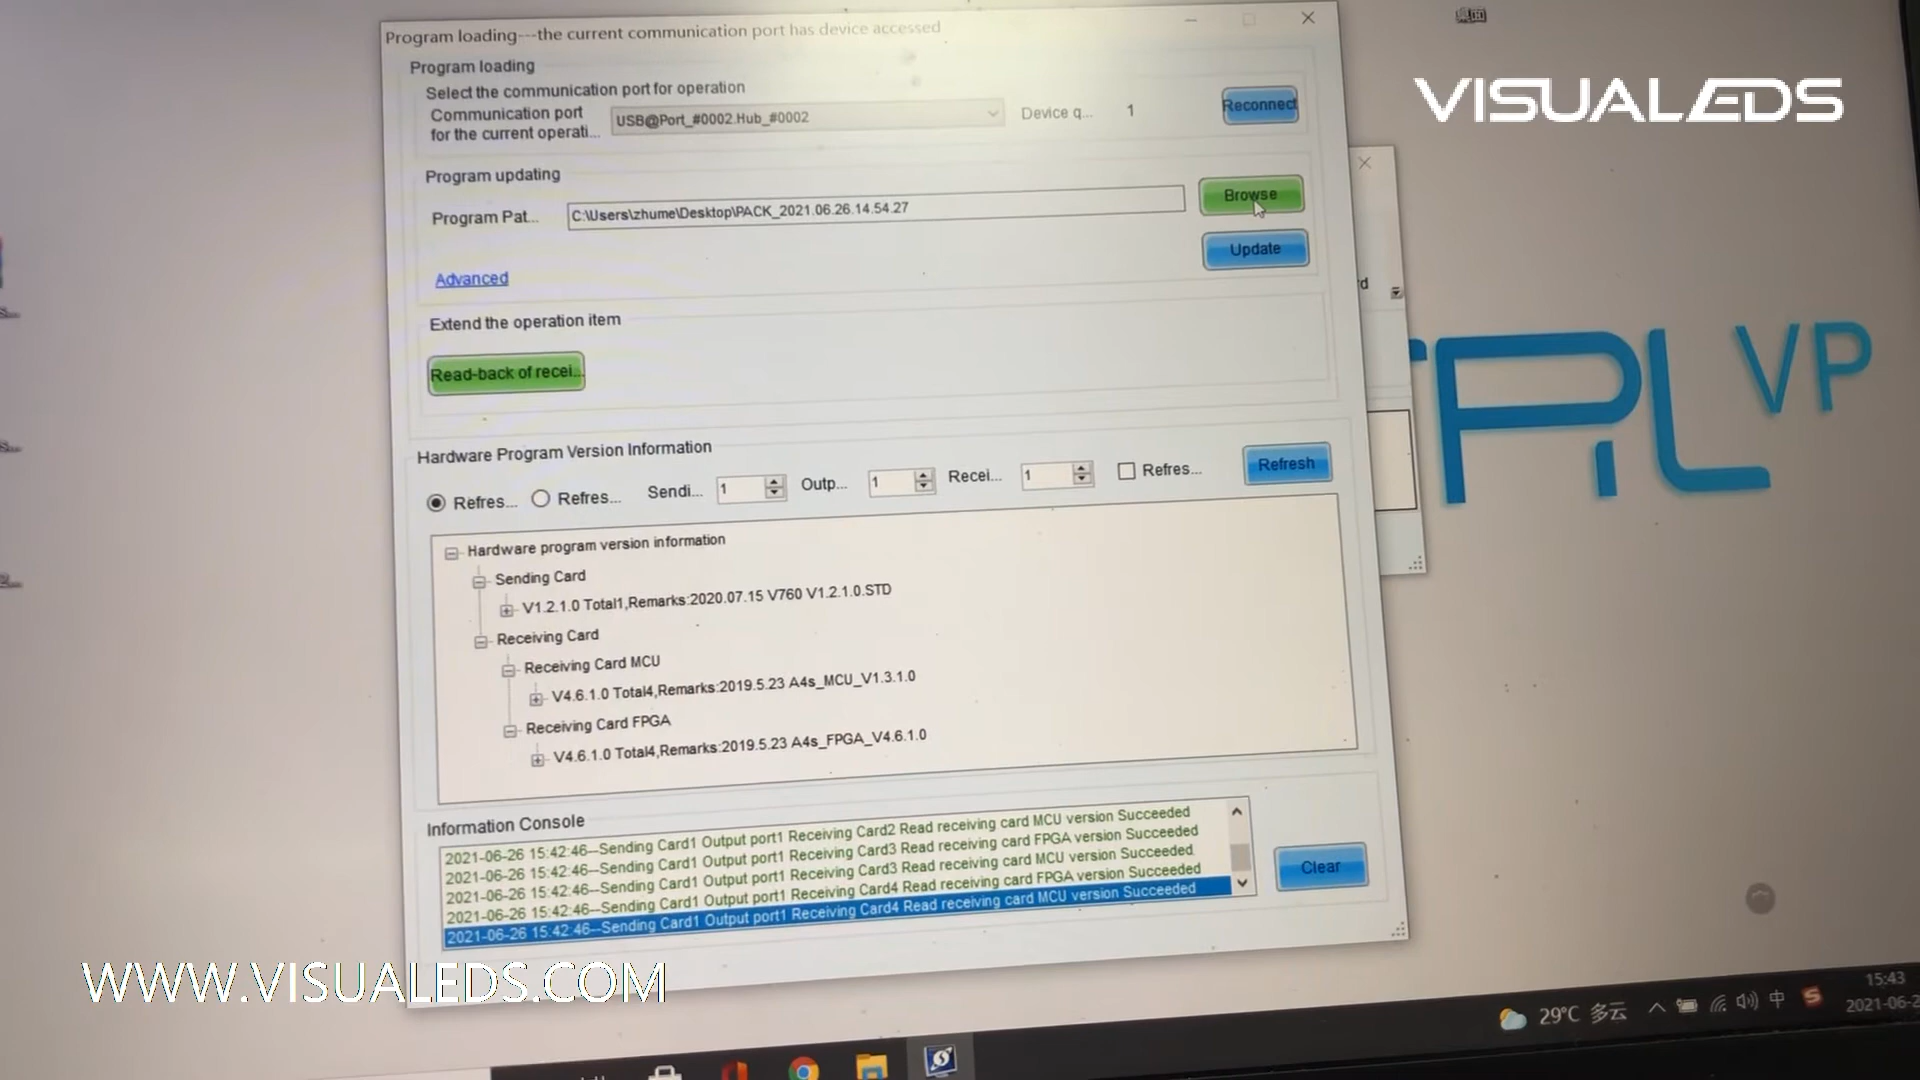 Program loading---the current communication port has device accessed
VISUALEDS
Program loading
Select the communication port for operation
Communication port
for the current operati...
USB@Port_#0002.Hub_#0002
Device q...
1
Reconnect
Program updating
Program Pat...
C:\Users\zhume\Desktop\PACK_2021.06.26.14.54.27
Browse
Update
Advanced
Extend the operation item
Read-back of recei...
VP
Hardware Program Version Information
Refres...
Refres...
Sendi...
1
Outp...
1
Recei...
1
Refres...
Refresh
Hardware program version information
Sending Card
V1.2.1.0 Total1,Remarks:2020.07.15 V760 V1.2.1.0.STD
Receiving Card
Receiving Card MCU
V4.6.1.0 Total4,Remarks:2019.5.23 A4s_MCU_V1.3.1.0
Receiving Card FPGA
V4.6.1.0 Total4,Remarks:2019.5.23 A4s_FPGA_V4.6.1.0
Information Console
2021-06-26 15:42:46--Sending Card1 Output port1 Receiving Card2 Read receiving card MCU version Succeeded
2021-06-26 15:42:46--Sending Card1 Output port1 Receiving Card3 Read receiving card FPGA version Succeeded
2021-06-26 15:42:46--Sending Card1 Output port1 Receiving Card3 Read receiving card MCU version Succeeded
2021-06-26 15:42:46--Sending Card1 Output port1 Receiving Card4 Read receiving card FPGA version Succeeded
2021-06-26 15:42:46--Sending Card1 Output port1 Receiving Card4 Read receiving card MCU version Succeeded
Clear
WWW.VISUALEDS.COM
29°C 多云
中
15:43
2021-06-2